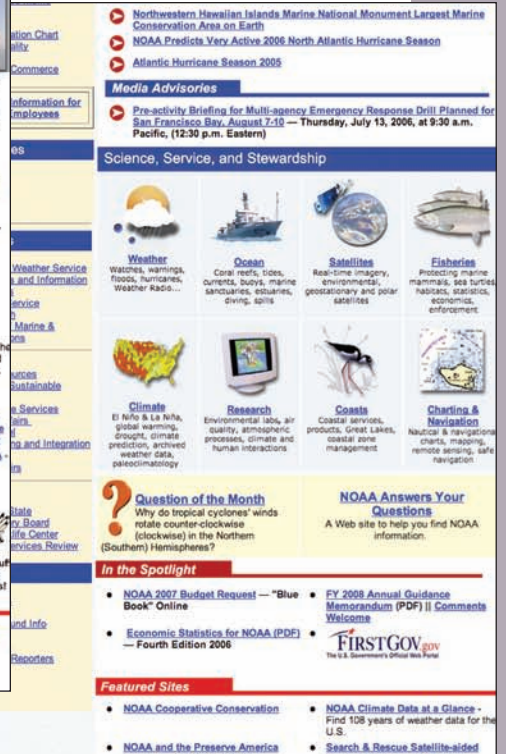 ation Chart
ality
Commerce
Information for
Employees
es
s
Weather Service
s and Information
ervice
n
Marine &
ons
urces
Sustainable
e Services
airs
ng and Integration
rs
State
ry Board
life Center
ervices Review
und Info
Reporters
Northwestern Hawaiian Islands Marine National Monument Largest Marine
Conservation Area on Earth
NOAA Predicts Very Active 2006 North Atlantic Hurricane Season
Atlantic Hurricane Season 2005
Media Advisories
Pre-activity Briefing for Multi-agency Emergency Response Drill Planned for
San Francisco Bay, August 7-10 — Thursday, July 13, 2006, at 9:30 a.m.
Pacific, (12:30 p.m. Eastern)
Science, Service, and Stewardship
Weather
Watches, warnings,
floods, hurricanes,
Weather Radio...
Ocean
Coral reefs, tides,
currents, buoys, marine
sanctuaries, estuaries,
diving, spills
Satellites
Real-time imagery,
environmental,
geostationary and polar
satellites
Fisheries
Protecting marine
mammals, sea turtles,
habitats, statistics,
economics,
enforcement
Climate
El Niño & La Niña,
global warming,
drought, climate
prediction, archived
weather data,
paleoclimatology
Research
Environmental labs, air
quality, atmospheric
processes, climate and
human interactions
Coasts
Coastal services,
products, Great Lakes,
coastal zone
management
Charting &
Navigation
Nautical & navigational
charts, mapping,
remote sensing, safe
navigation
Question of the Month
Why do tropical cyclones' winds
rotate counter-clockwise
(clockwise) in the Northern
(Southern) Hemispheres?
NOAA Answers Your
Questions
A Web site to help you find NOAA
information.
In the Spotlight
NOAA 2007 Budget Request — "Blue
Book" Online
Economic Statistics for NOAA (PDF)
— Fourth Edition 2006
FY 2008 Annual Guidance
Memorandum (PDF) || Comments
Welcome
FIRSTGOV.gov
The U.S. Government's Official Web Portal
Featured Sites
NOAA Cooperative Conservation
NOAA and the Preserve America
NOAA Climate Data at a Glance -
Find 108 years of weather data for the
U.S.
Search & Rescue Satellite-aided